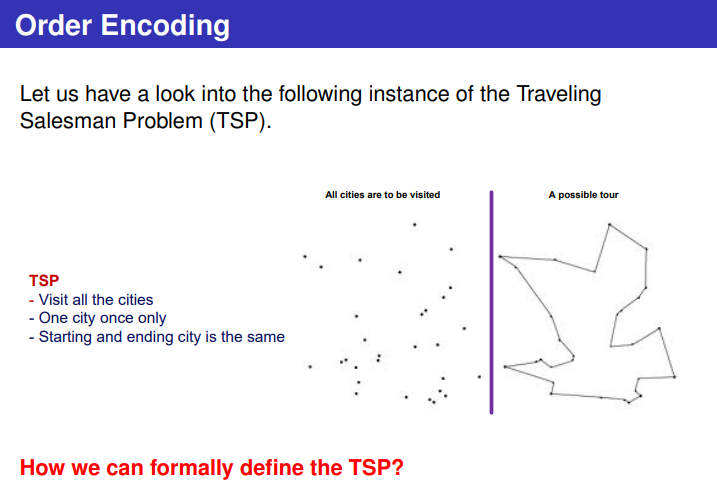 Order Encoding
Let us have a look into the following instance of the Traveling
Salesman Problem (TSP).
All cities are to be visited
A possible tour
TSP
- Visit all the cities
- One city once only
- Starting and ending city is the same
How we can formally define the TSP?